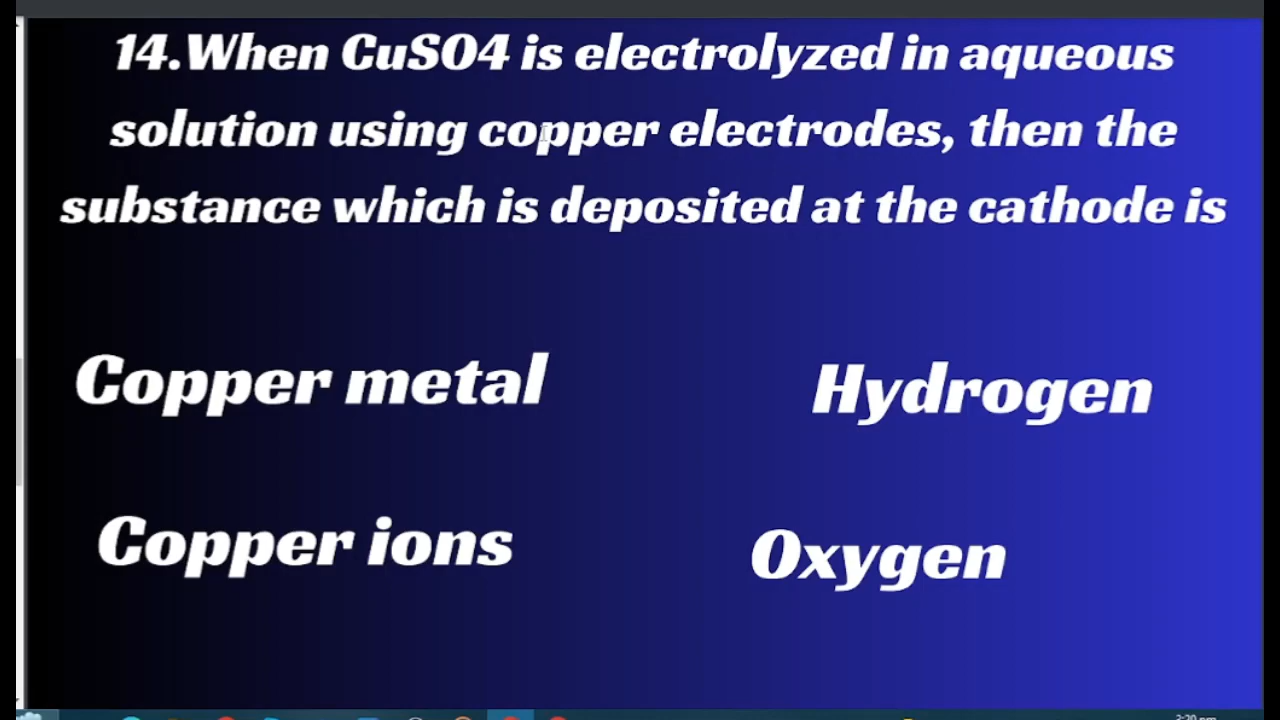 14.When CuSO4 is electrolyzed in aqueous
solution using copper electrodes, then the
substance which is deposited at the cathode is
Copper metal
Hydrogen
Copper ions
Oxygen